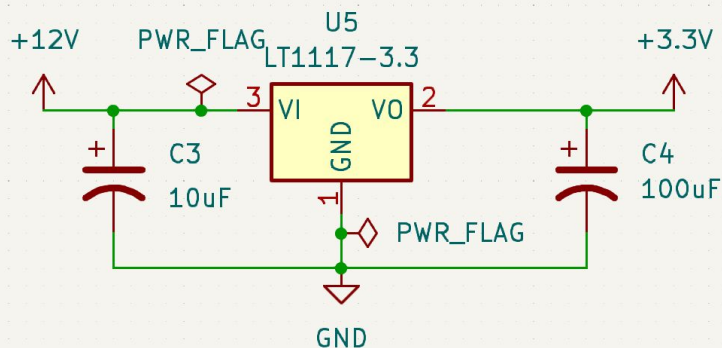 U5
+12V PWR_FLAG LT1117-3.3 +3.3V
3 VI VO 2
GND
+ C3
10uF
+ C4
100uF
1
PWR_FLAG
GND